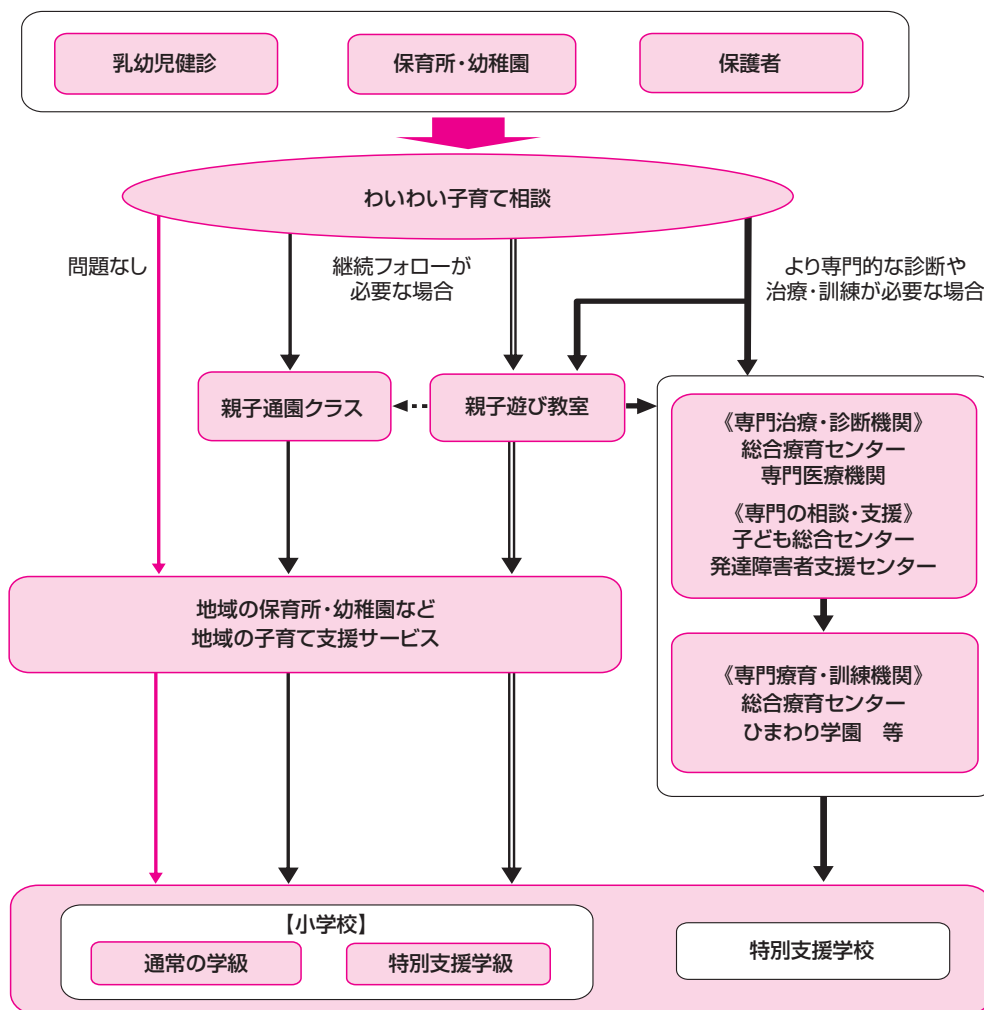 乳幼児健診
保育所・幼稚園
保護者
わいわい子育て相談
問題なし
継続フォローが
必要な場合
より専門的な診断や
治療・訓練が必要な場合
親子通園クラス
親子遊び教室
《専門治療・診断機関》
総合療育センター
専門医療機関
《専門の相談・支援》
子ども総合センター
発達障害者支援センター
地域の保育所・幼稚園など
地域の子育て支援サービス
《専門療育・訓練機関》
総合療育センター
ひまわり学園　等
【小学校】
通常の学級
特別支援学級
特別支援学校